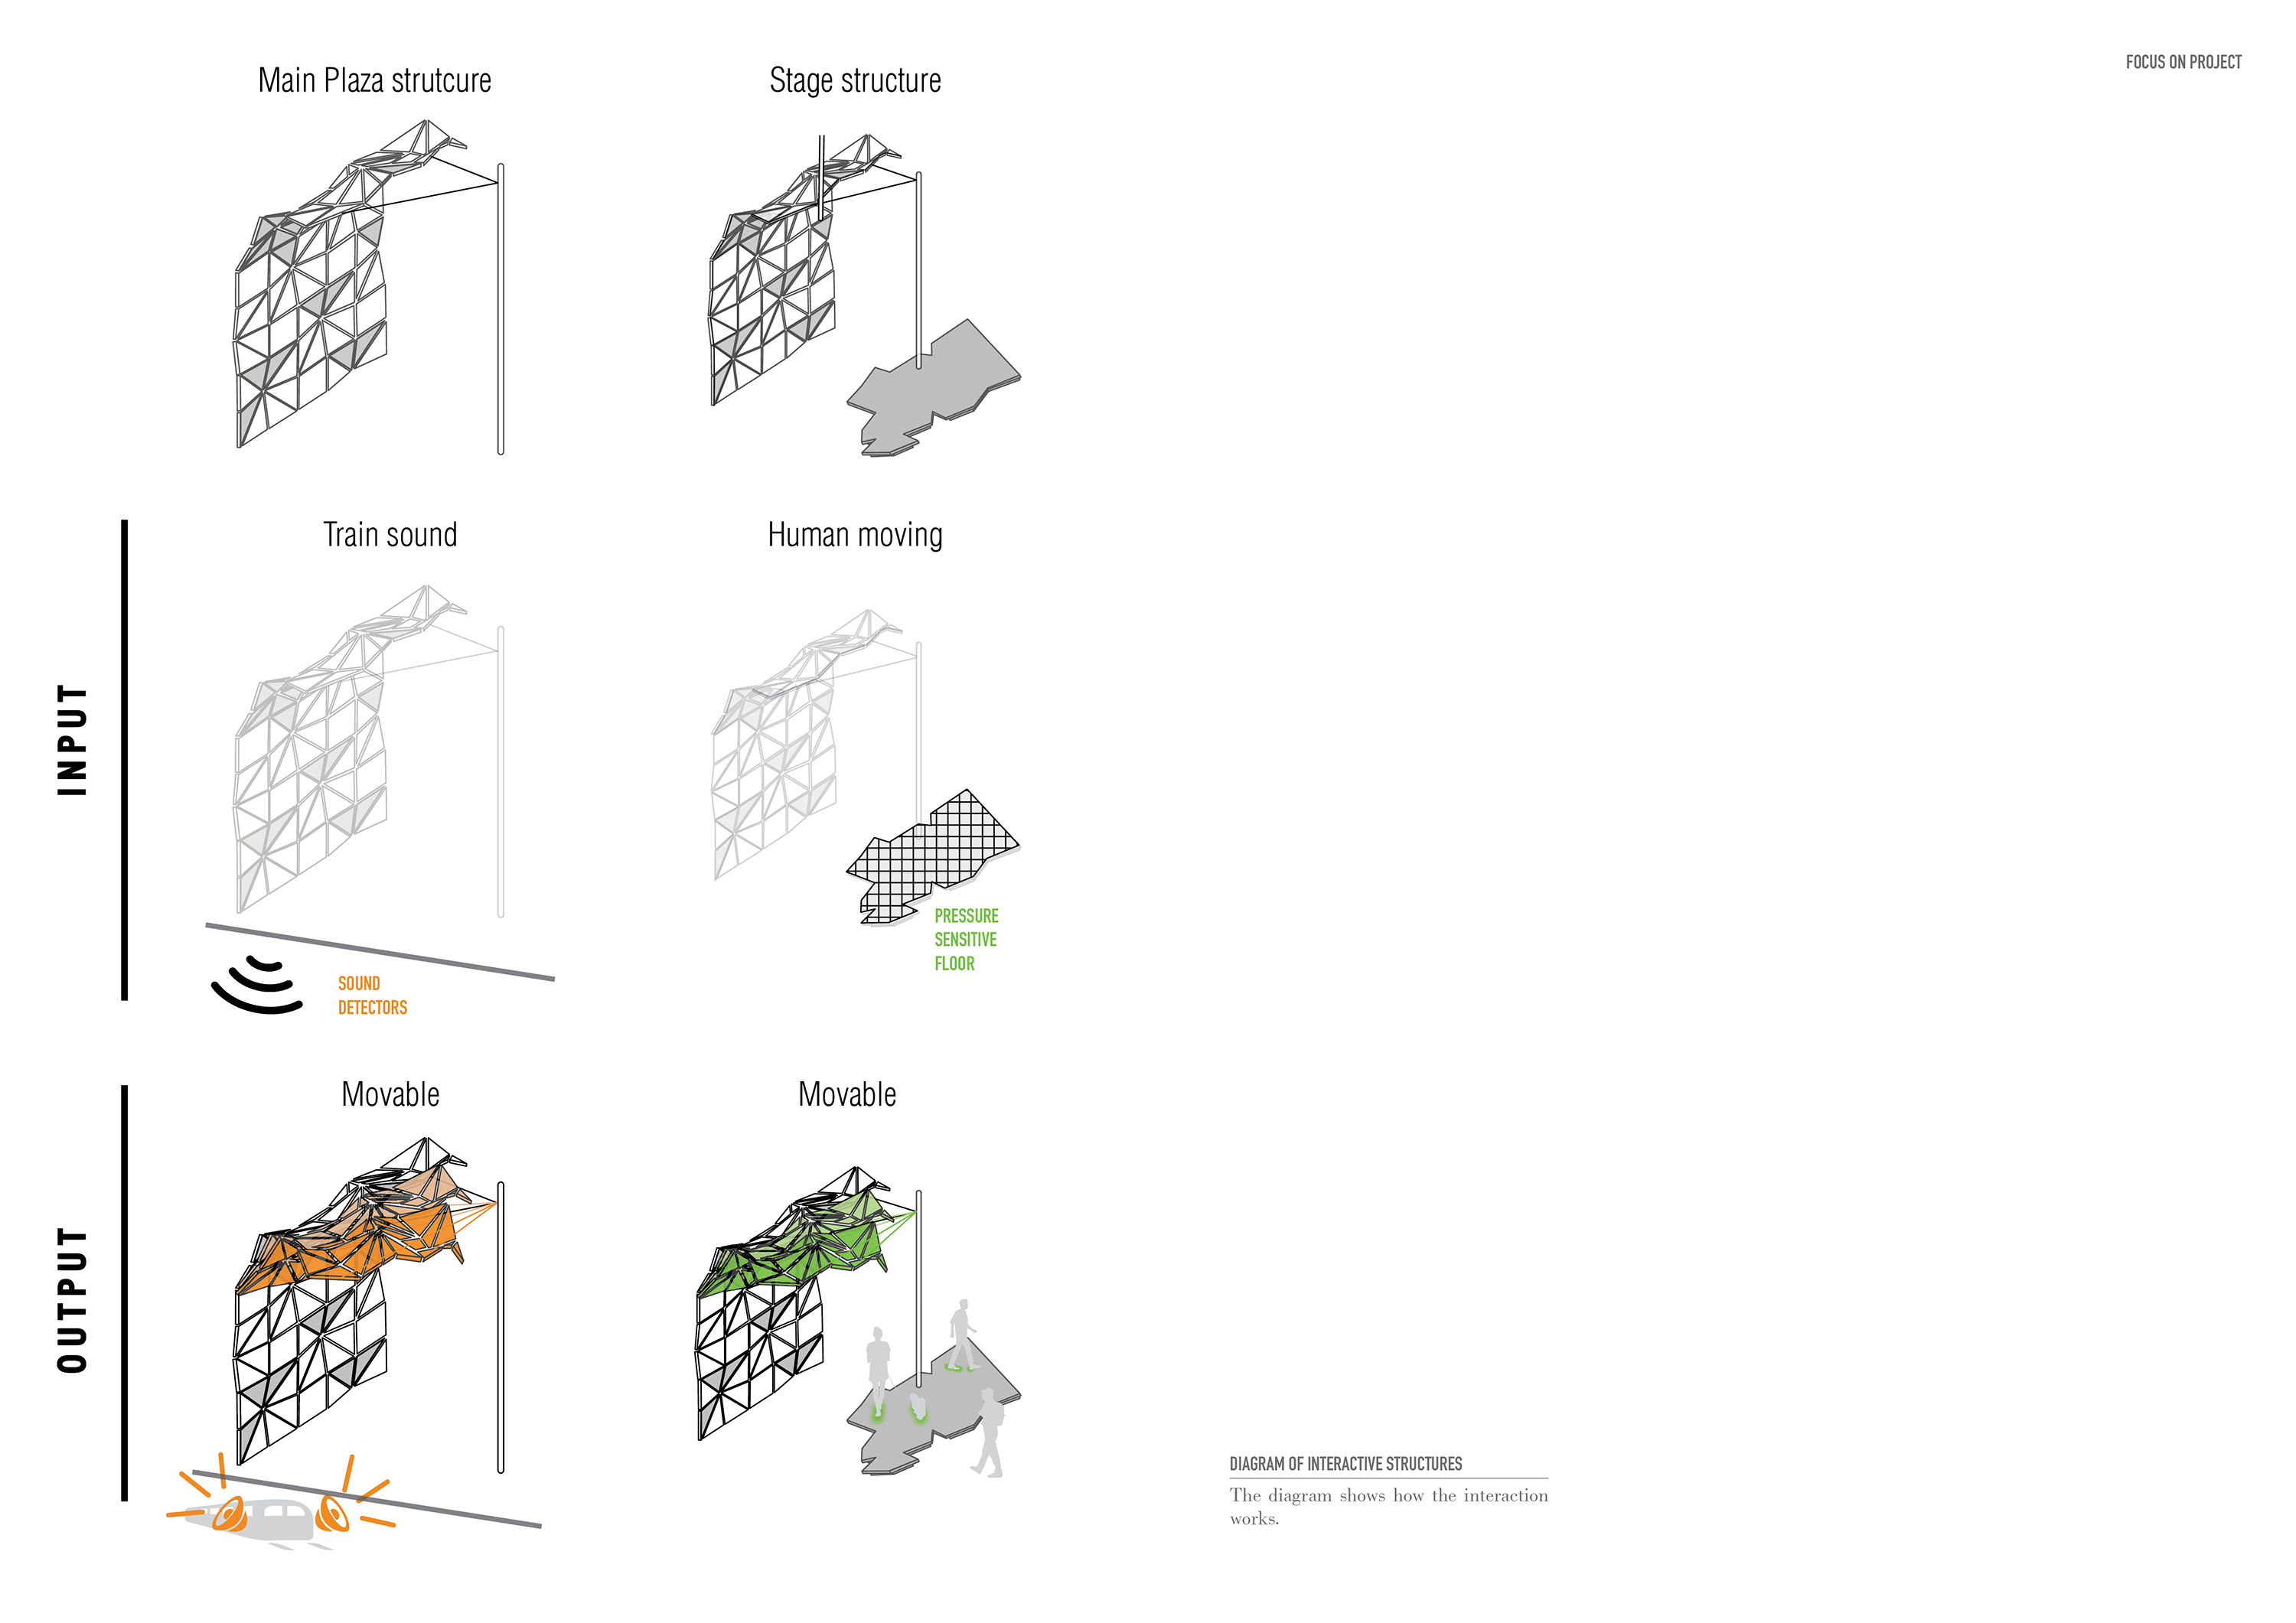 FOCUS ON PROJECT
Main Plaza strutcure
Stage structure
INPUT
Train sound
Human moving
SOUND
DETECTORS
PRESSURE
SENSITIVE
FLOOR
OUTPUT
Movable
Movable
DIAGRAM OF INTERACTIVE STRUCTURES
The diagram shows how the interaction
works.